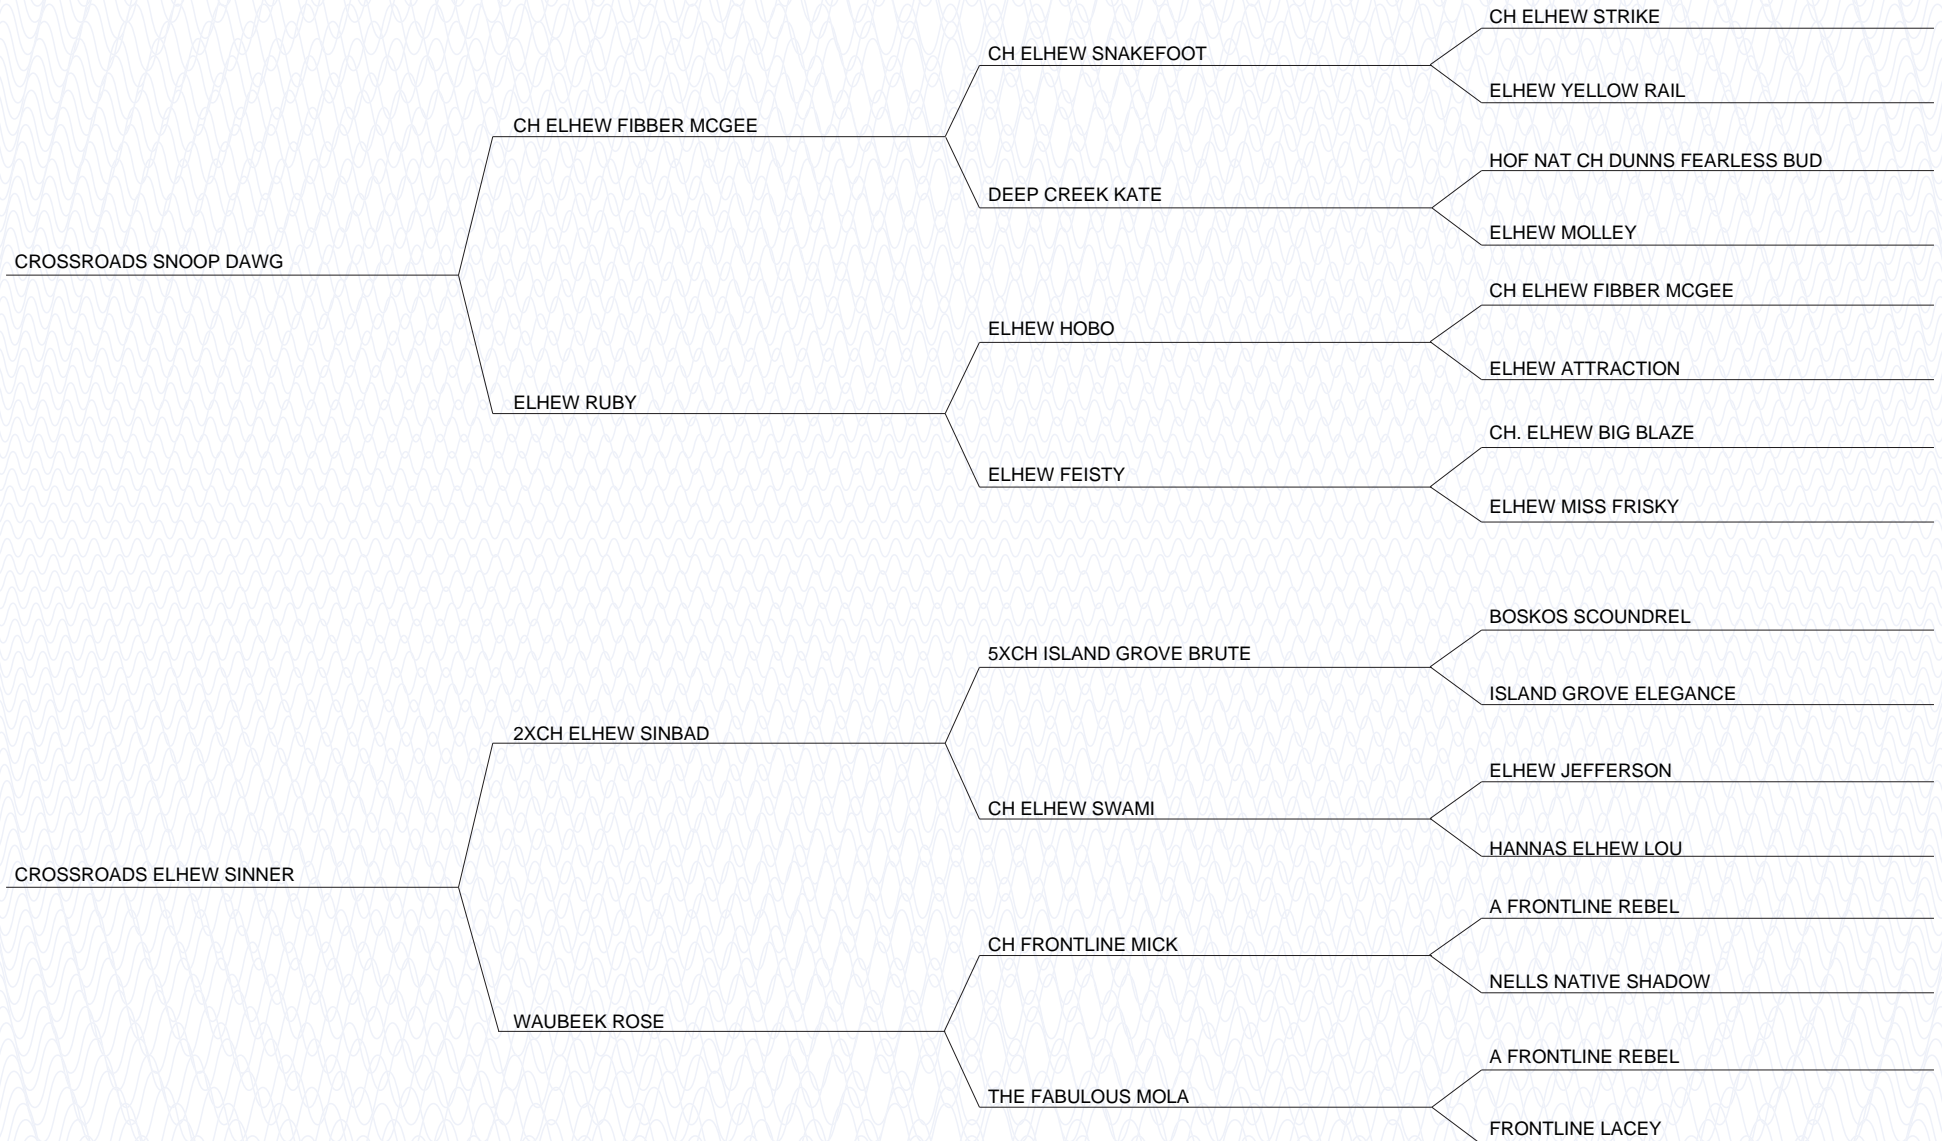 CH ELHEW STRIKE
CH ELHEW SNAKEFOOT
ELHEW YELLOW RAIL
CH ELHEW FIBBER MCGEE
HOF NAT CH DUNNS FEARLESS BUD
DEEP CREEK KATE
ELHEW MOLLEY
CROSSROADS SNOOP DAWG
CH ELHEW FIBBER MCGEE
ELHEW HOBO
ELHEW ATTRACTION
ELHEW RUBY
CH. ELHEW BIG BLAZE
ELHEW FEISTY
ELHEW MISS FRISKY
BOSKOS SCOUNDREL
5XCH ISLAND GROVE BRUTE
ISLAND GROVE ELEGANCE
2XCH ELHEW SINBAD
ELHEW JEFFERSON
CH ELHEW SWAMI
HANNAS ELHEW LOU
CROSSROADS ELHEW SINNER
A FRONTLINE REBEL
CH FRONTLINE MICK
NELLS NATIVE SHADOW
WAUBEEK ROSE
A FRONTLINE REBEL
THE FABULOUS MOLA
FRONTLINE LACEY